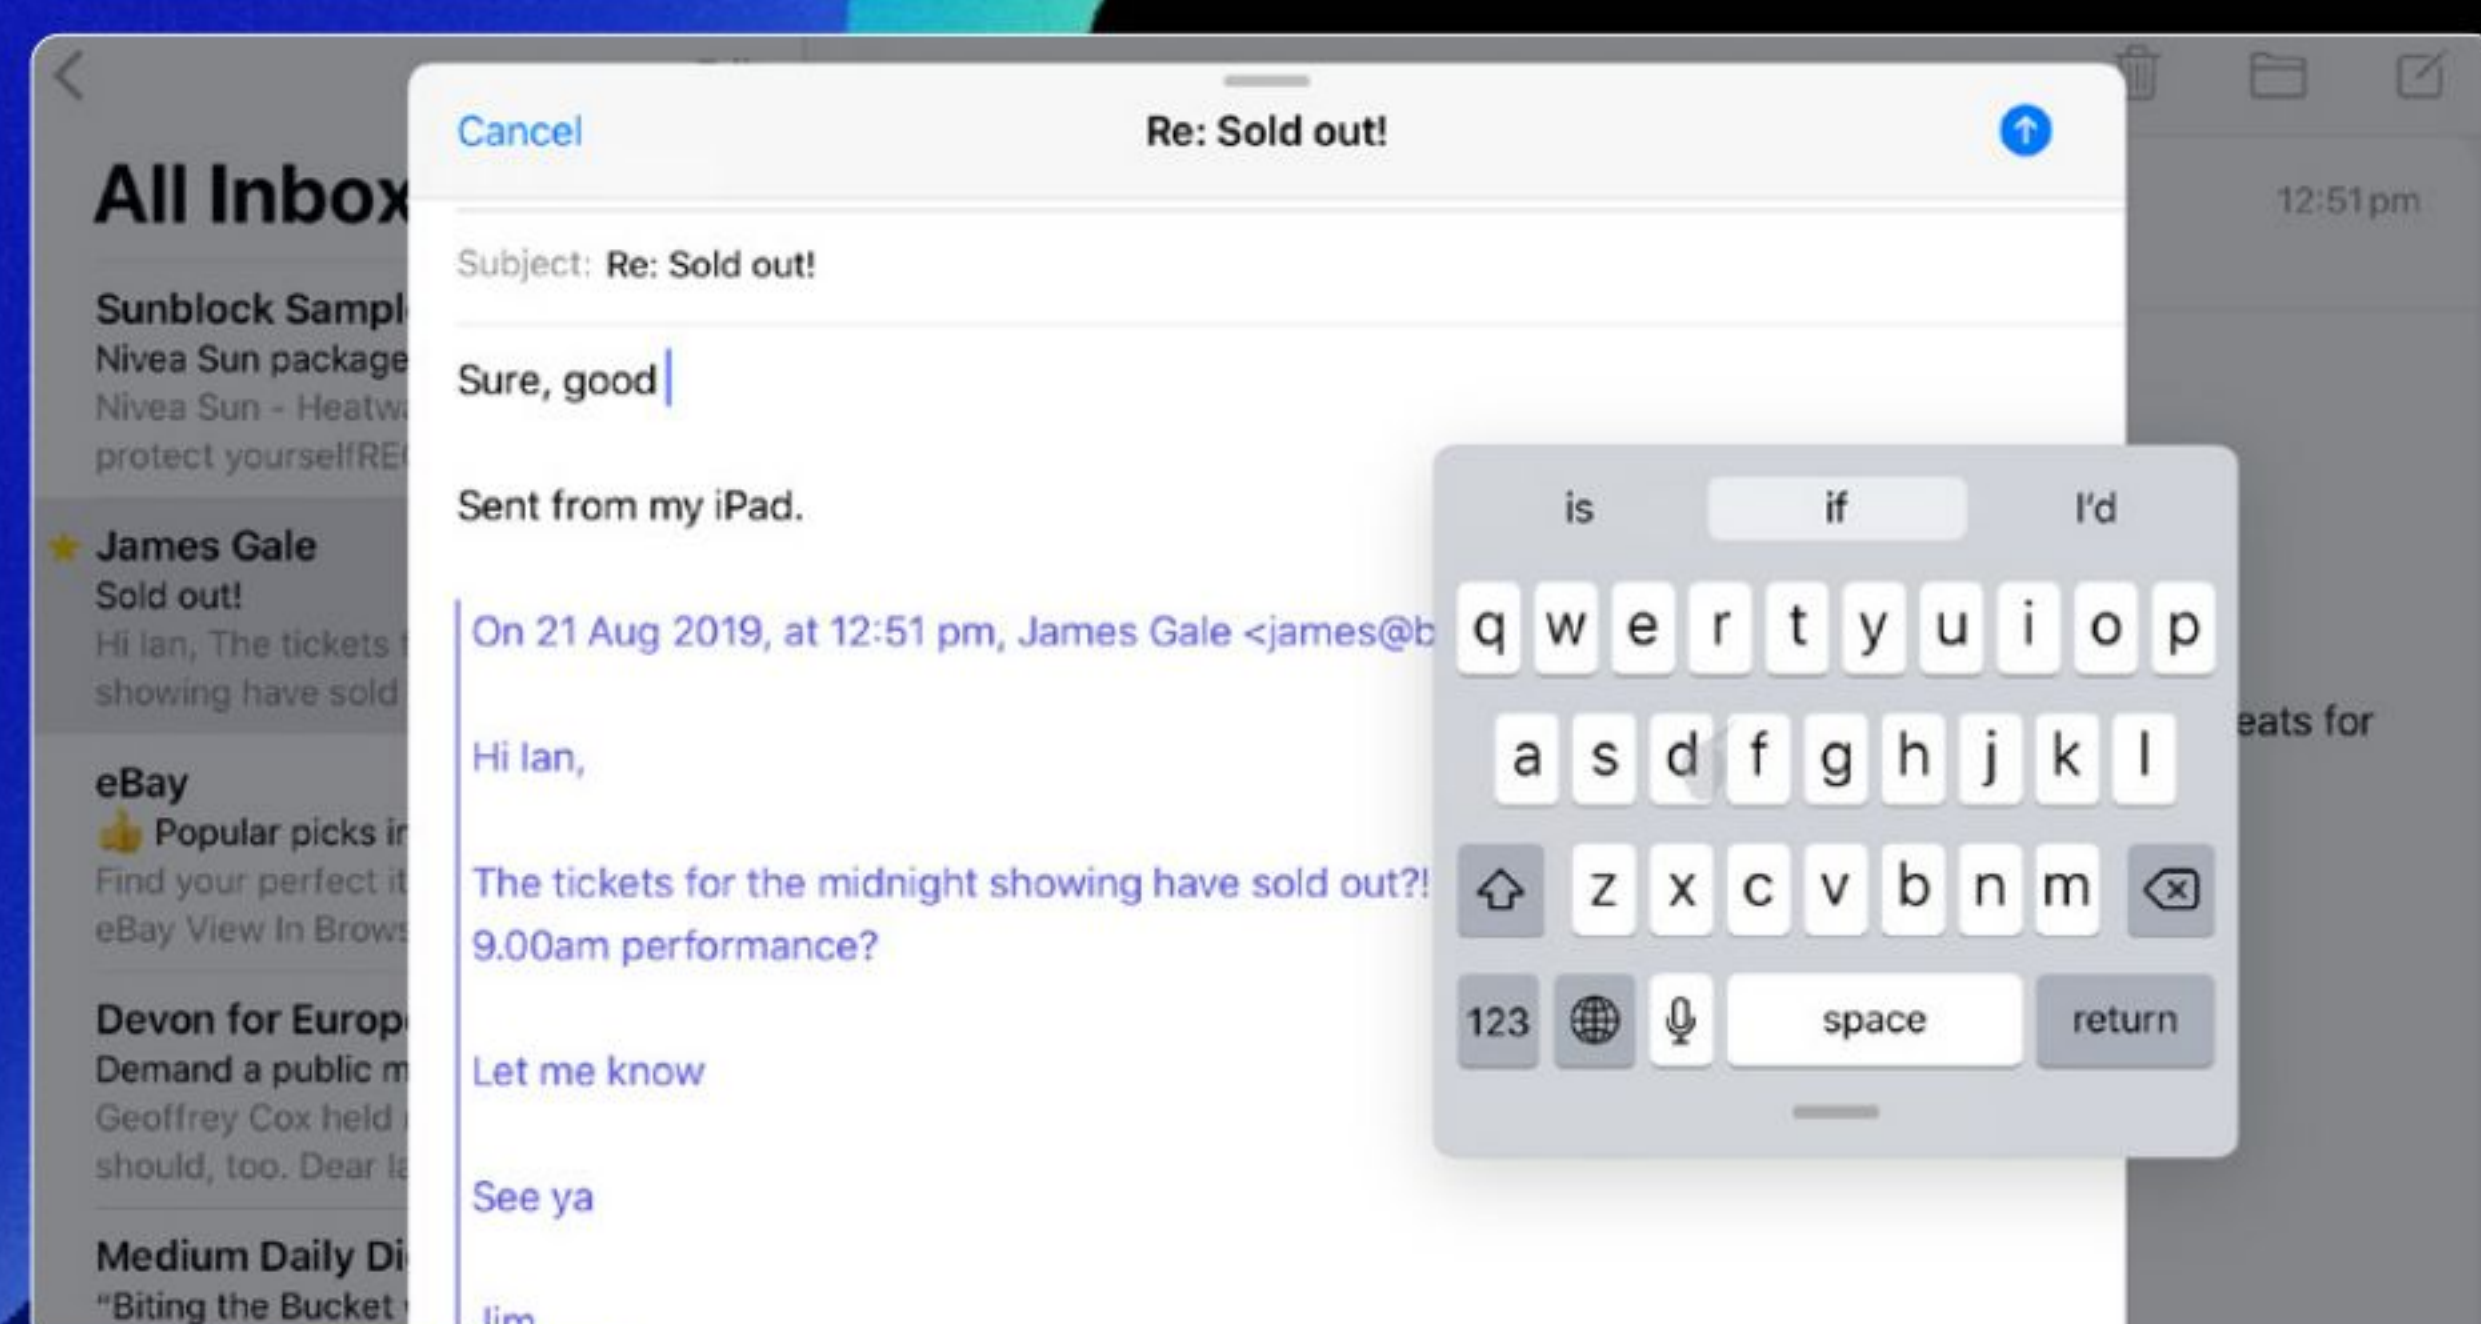 All Inbox
Sunblock Sampl
Nivea Sun package
Nivea Sun - Heatwa
protect yourselfRE
James Gale
Sold out!
Hi Ian, The tickets
showing have sold
eBay
👍 Popular picks in
Find your perfect it
eBay View In Brows
Devon for Europ
Demand a public m
Geoffrey Cox held
should, too. Dear Ia
Medium Daily Di
“Biting the Bucket
Cancel
Re: Sold out!
Subject: Re: Sold out!
Sure, good
Sent from my iPad.
On 21 Aug 2019, at 12:51 pm, James Gale <james@b
Hi Ian,
The tickets for the midnight showing have sold out?!
9.00am performance?
Let me know
See ya
Jim
12:51 pm
eats for
is if I'd
q w e r t y u i o p
a s d f g h j k l
z x c v b n m
123 space return